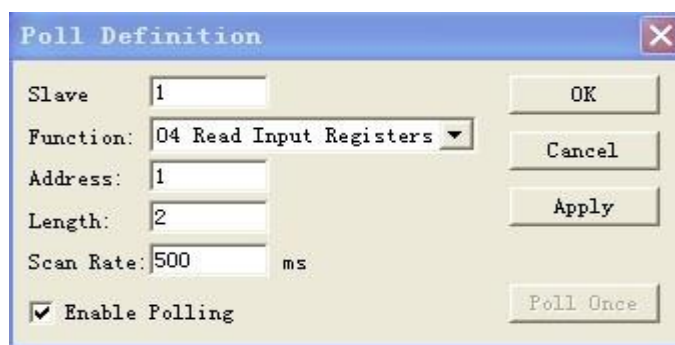 Poll Definition
Slave 1
OK
Function: 04 Read Input Registers
Cancel
Address: 1
Apply
Length: 2
Scan Rate: 500 ms
Enable Polling
Poll Once